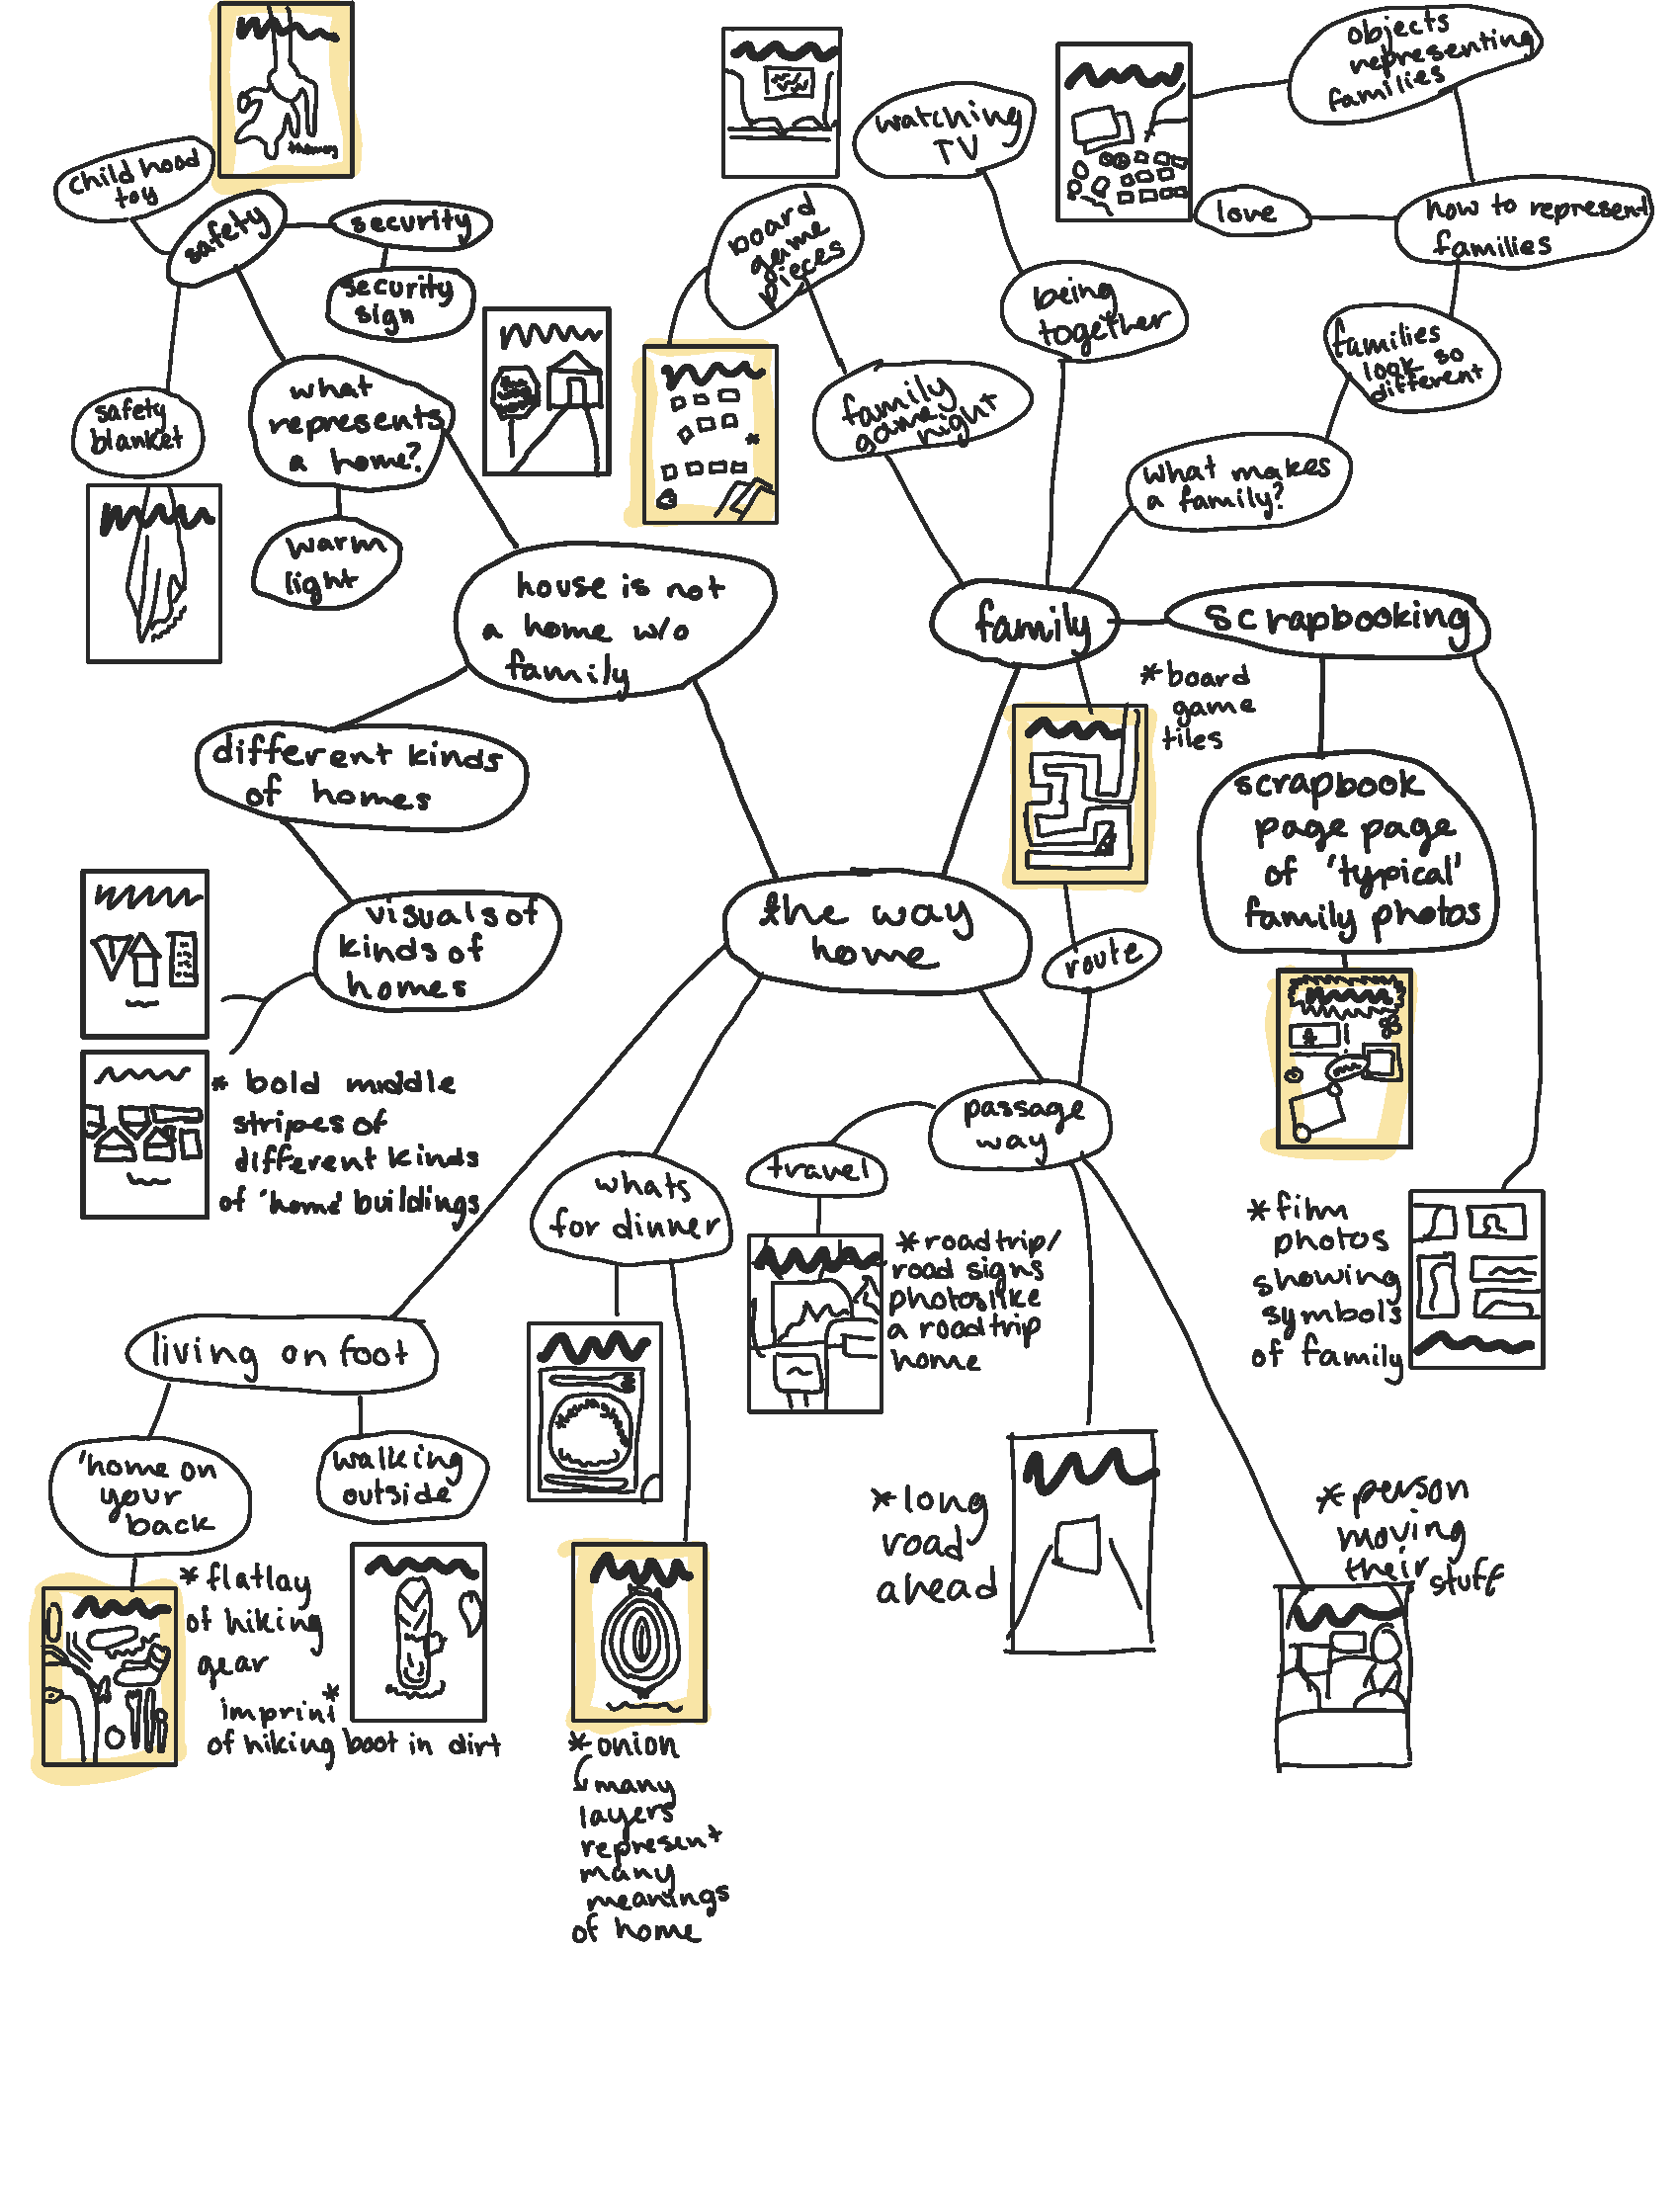 child hood
toy
safety
security
security
sign
what
represents
a home?
safety
blanket
warm
light
house is not
a home w/o
family
different kinds
of homes
visuals of
kinds of
homes
* bold middle
stripes of
different kinds
of 'home' buildings
board
game
pieces
family
game
night
watching
TV
being
together
objects
representing
families
love
how to represent
families
families
look so
different
what makes
a family?
family
scrapbooking
* board
game
tiles
scrapbook
page page
of 'typical'
family photos
the way
home
route
passage
way
travel
* roadtrip/
road signs
photos like
a roadtrip
home
* film
photos
showing
symbols
of family
* long
road
ahead
* person
moving
their
stuff
whats
for dinner
living on foot
'home on
your
back
walking
outside
* flatlay
of hiking
gear
imprint *
of hiking boot in dirt
* onion
many
layers
represent
many
meanings
of home